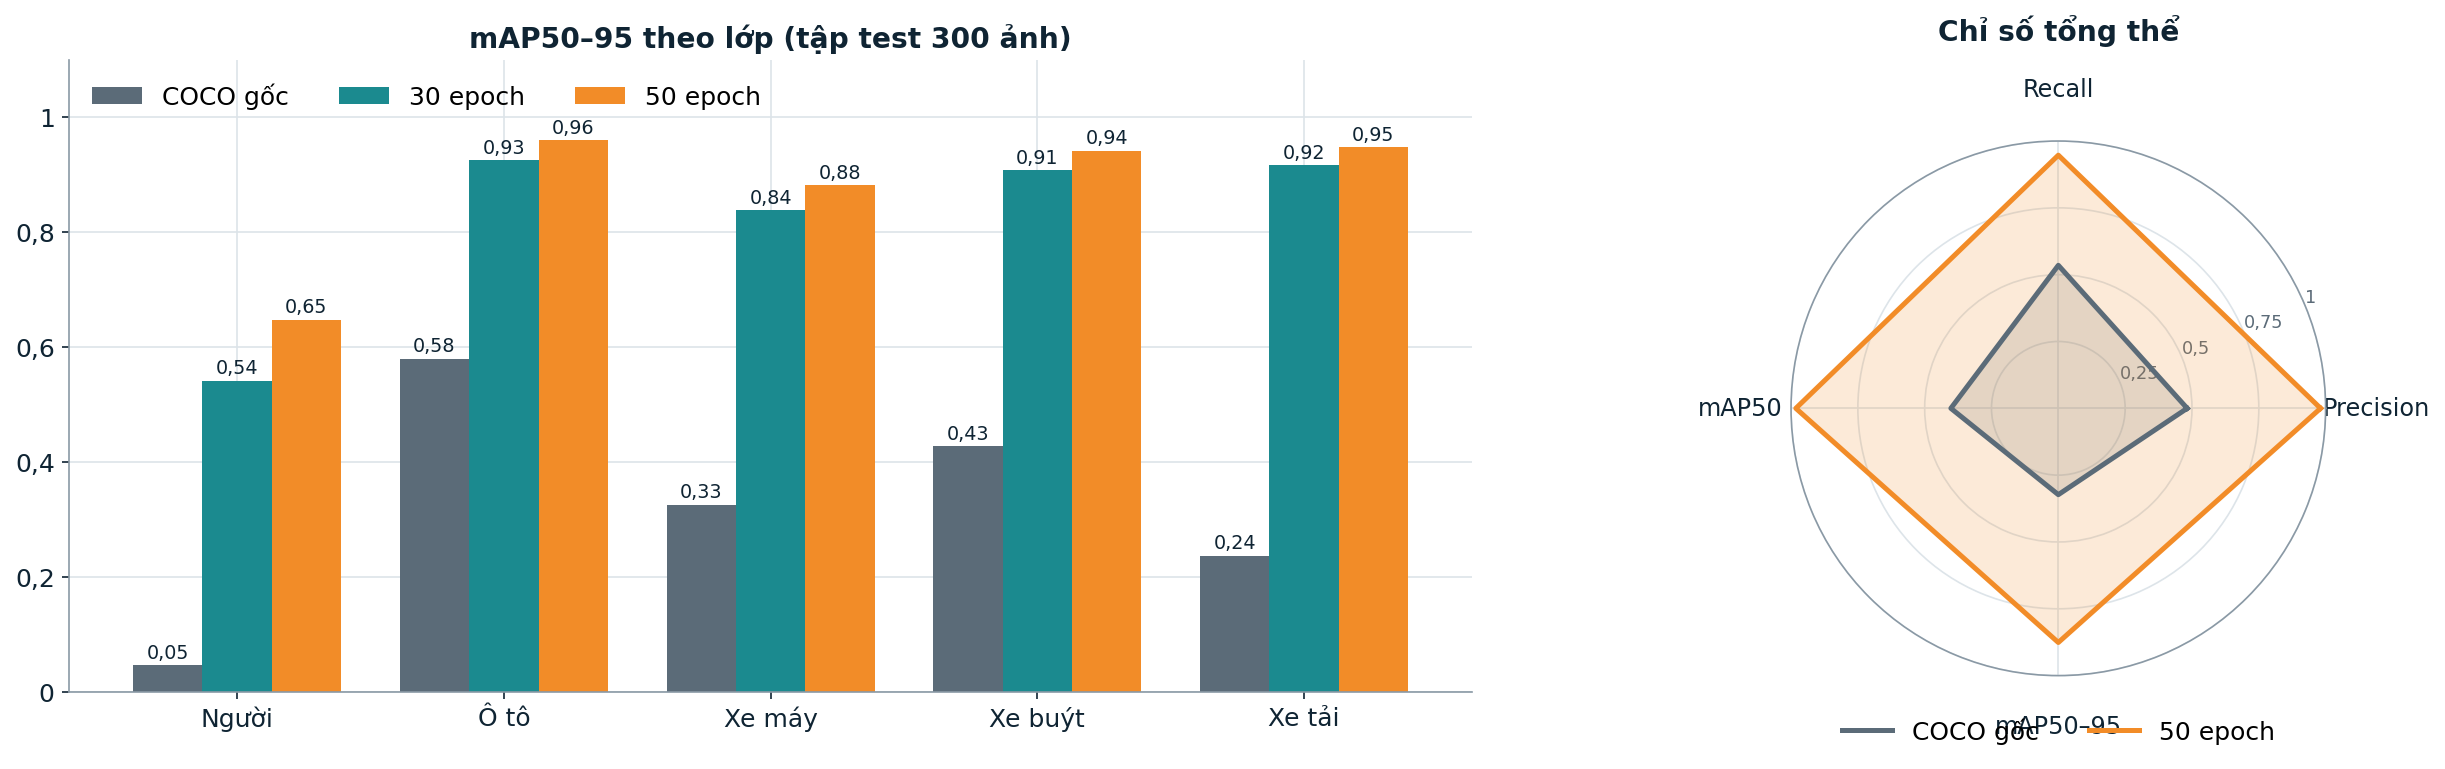 mAP50–95 theo lớp (tập test 300 ảnh)
COCO gốc 30 epoch 50 epoch
1
0,8
0,6
0,4
0,2
0
0,05 0,54 0,65
0,58 0,93 0,96
0,33 0,84 0,88
0,43 0,91 0,94
0,24 0,92 0,95
Người Ô tô Xe máy Xe buýt Xe tải
Chỉ số tổng thể
Recall
1
0,75
0,5
0,25
mAP50
Precision
mAP50–95
COCO gốc 50 epoch